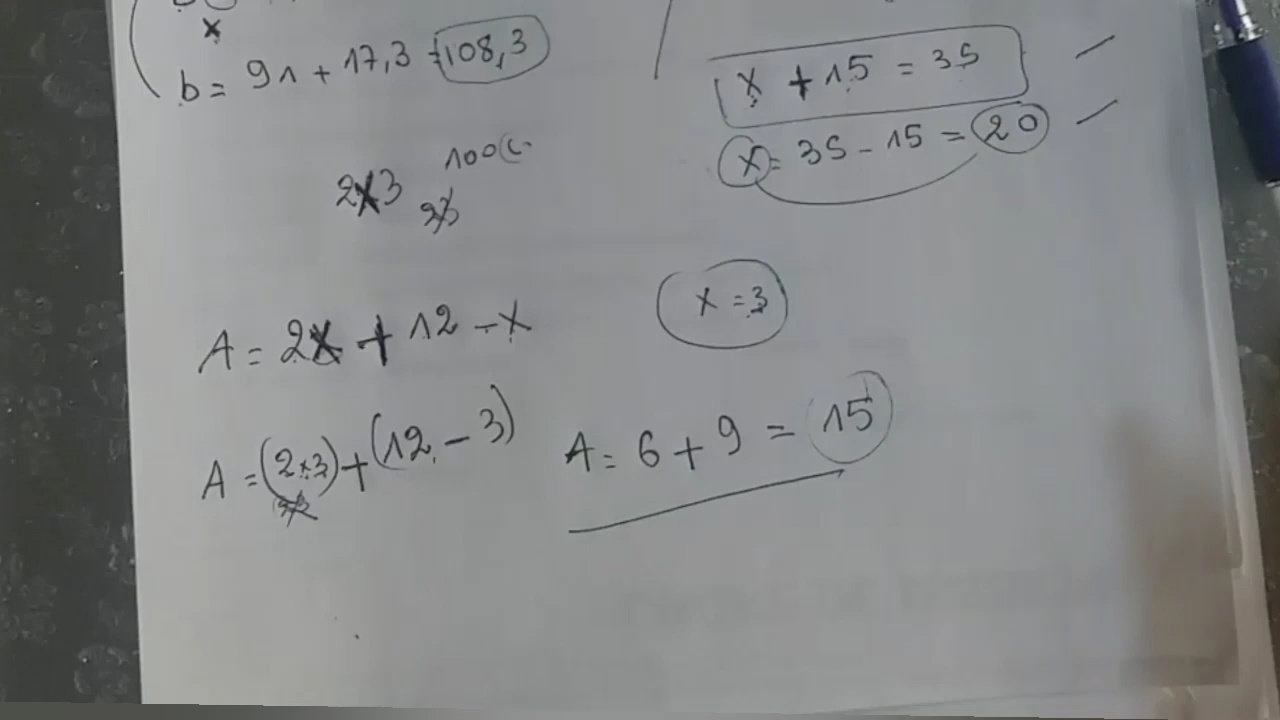 x
b = 91 + 17,3 = 108,3
x + 15 = 35
x = 35 - 15 = 20
2x3 100
A = 2x + 12 - x
x = 3
A = (2x3) + (12 - 3)
A = 6 + 9 = 15